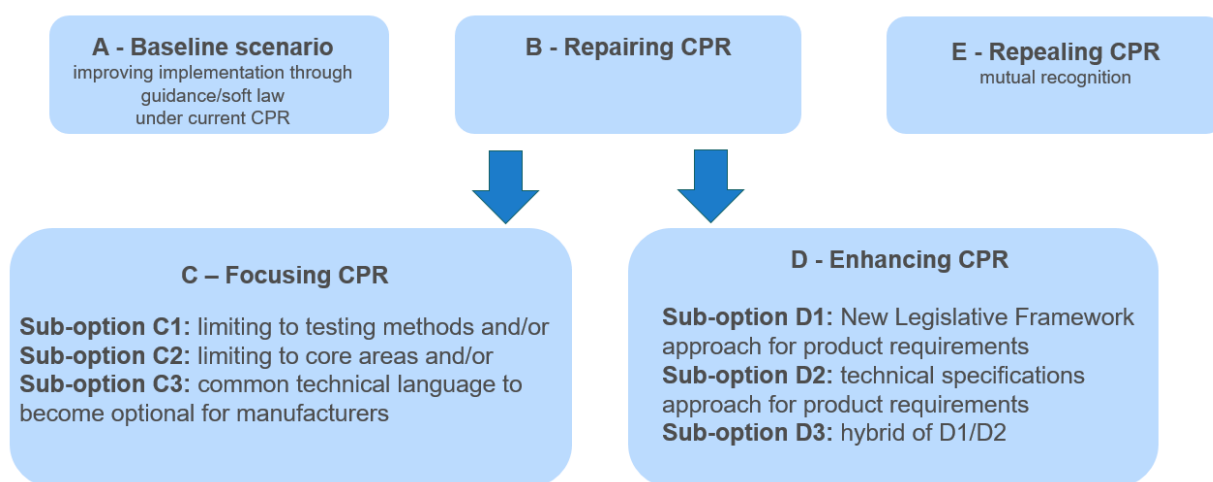 A - Baseline scenario
improving implementation through
guidance/soft law
under current CPR
B - Repairing CPR
E - Repealing CPR
mutual recognition
C – Focusing CPR
Sub-option C1: limiting to testing methods and/or
Sub-option C2: limiting to core areas and/or
Sub-option C3: common technical language to
become optional for manufacturers
D - Enhancing CPR
Sub-option D1: New Legislative Framework
approach for product requirements
Sub-option D2: technical specifications
approach for product requirements
Sub-option D3: hybrid of D1/D2